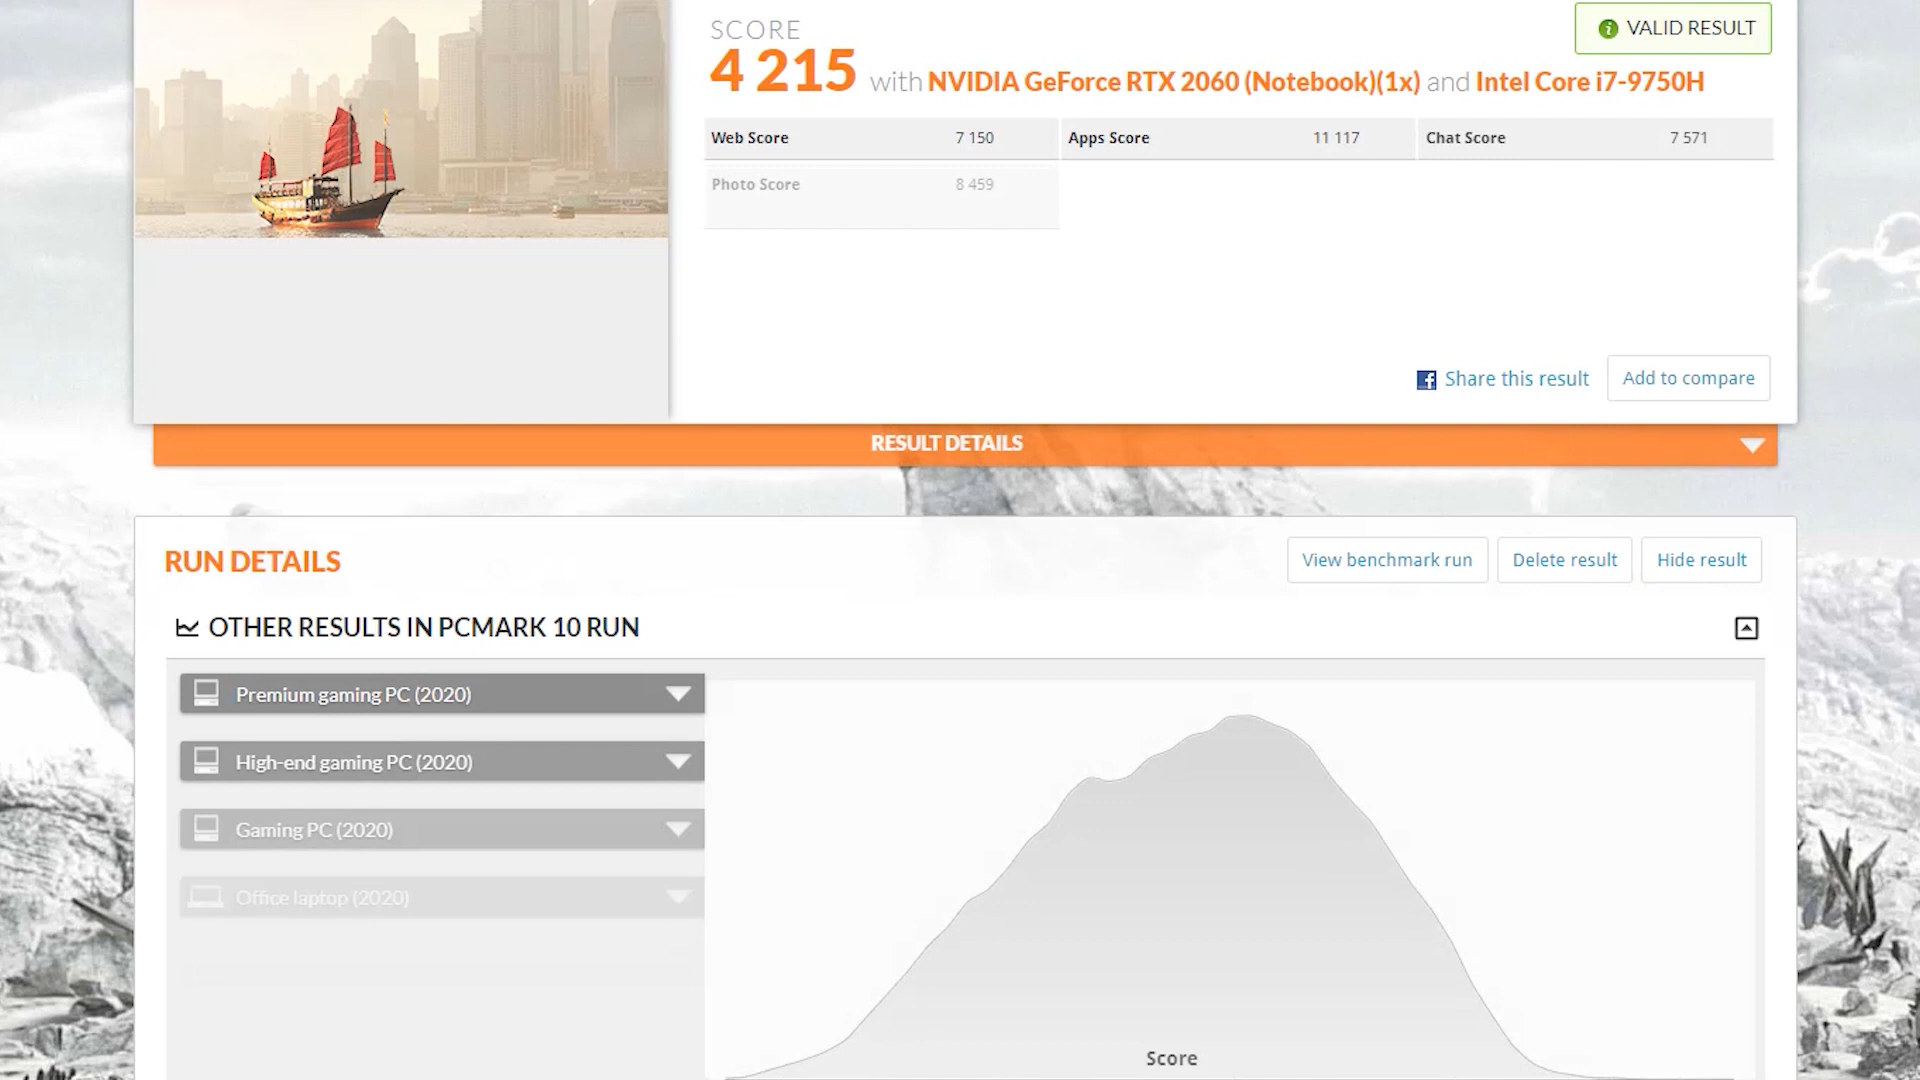 SCORE
VALID RESULT
4 215 with NVIDIA GeForce RTX 2060 (Notebook)(1x) and Intel Core i7-9750H
Web Score 7 150 Apps Score 11 117 Chat Score 7 571
Photo Score 8 459
Share this result Add to compare
RESULT DETAILS
RUN DETAILS View benchmark run Delete result Hide result
OTHER RESULTS IN PCMARK 10 RUN
Premium gaming PC (2020)
High-end gaming PC (2020)
Gaming PC (2020)
Office laptop (2020)
Score